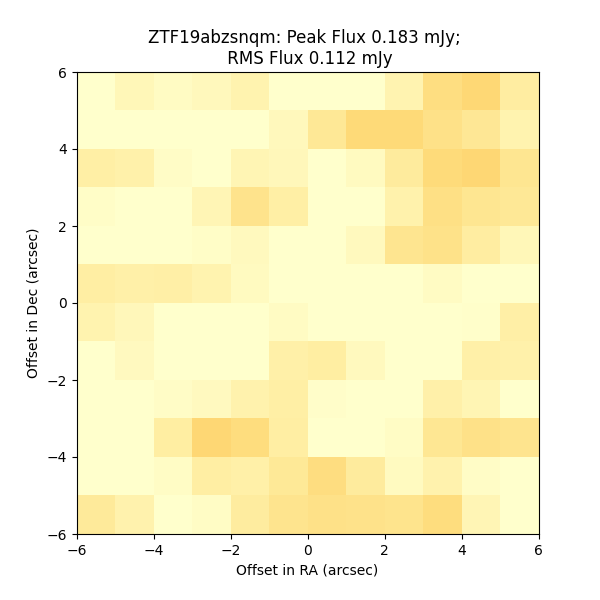 ZTF19abzsnqm: Peak Flux 0.183 mJy;
RMS Flux 0.112 mJy
6
4
2
0
−2
−4
−6
Offset in Dec (arcsec)
−6 −4 −2 0 2 4 6
Offset in RA (arcsec)